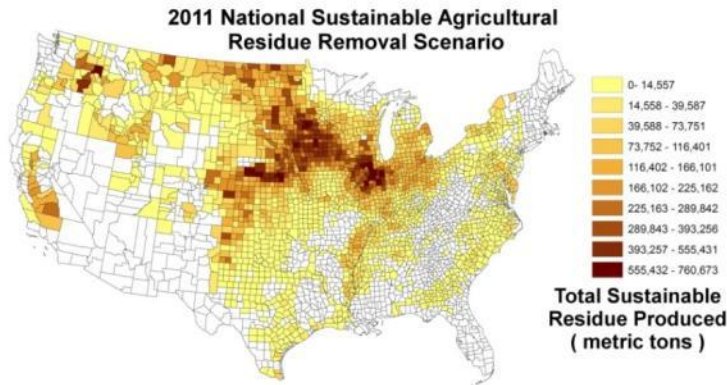 2011 National Sustainable Agricultural
Residue Removal Scenario
0- 14,557
14,558 - 39,587
39,588 - 73,751
73,752 - 116,401
116,402 - 166,101
166,102 - 225,162
225,163 - 289,842
289,843 - 393,256
393,257 - 555,431
555,432 - 760,673
Total Sustainable
Residue Produced
( metric tons )